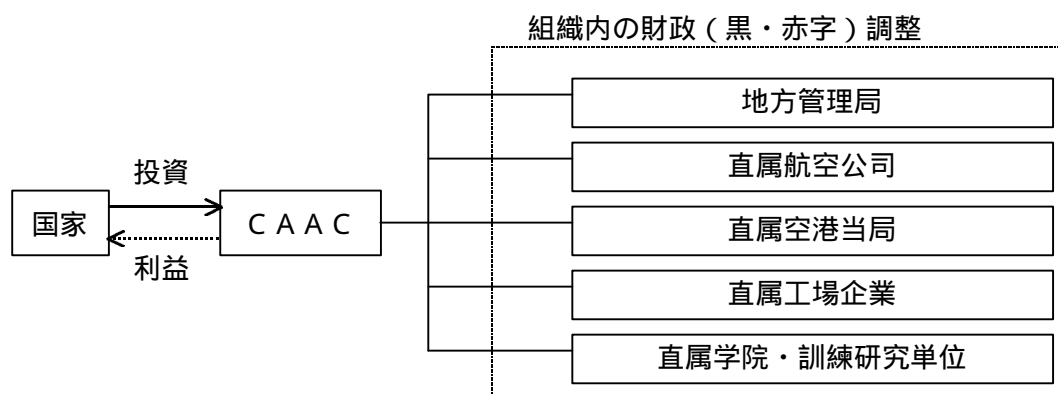 組織内の財政(黒・赤字)調整
地方管理局
直属航空公司
投資
国家
CAAC
直属空港当局
利益
直属工場企業
直属学院・訓練研究単位